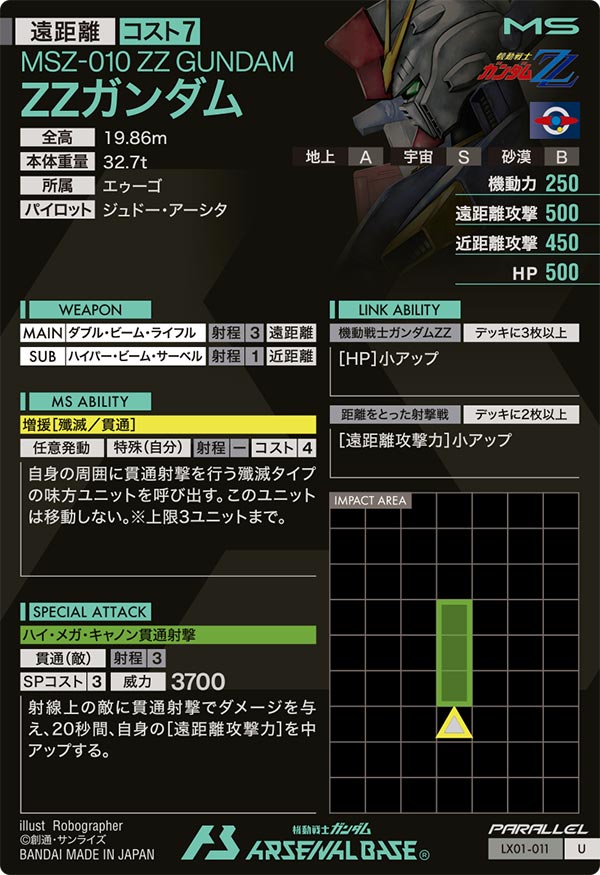 遠距離 コスト7
MS
MSZ-010 ZZ GUNDAM
ZZガンダム
機動戦士
ガンダムZZ
全高 19.86m
本体重量 32.7t
所属 エゥーゴ
パイロット ジュドー・アーシタ
地上 A 宇宙 S 砂漠 B
機動力 250
遠距離攻撃 500
近距離攻撃 450
HP 500
WEAPON
MAIN ダブル・ビーム・ライフル 射程 3 遠距離
SUB ハイパー・ビーム・サーベル 射程 1 近距離
MS ABILITY
増援[殲滅／貫通]
任意発動 特殊(自分) 射程 ー コスト 4
自身の周囲に貫通射撃を行う殲滅タイプ
の味方ユニットを呼び出す。このユニット
は移動しない。※上限3ユニットまで。
SPECIAL ATTACK
ハイ・メガ・キャノン貫通射撃
貫通(敵) 射程 3
SPコスト 3 威力 3700
射線上の敵に貫通射撃でダメージを与
え、20秒間、自身の[遠距離攻撃力]を中
アップする。
LINK ABILITY
機動戦士ガンダムZZ デッキに3枚以上
[HP]小アップ
距離をとった射撃戦 デッキに2枚以上
[遠距離攻撃力]小アップ
IMPACT AREA
illust Robographer
©創通・サンライズ
BANDAI MADE IN JAPAN
AB
機動戦士ガンダム
ARSENAL BASE®
PARALLEL
LX01-011 U